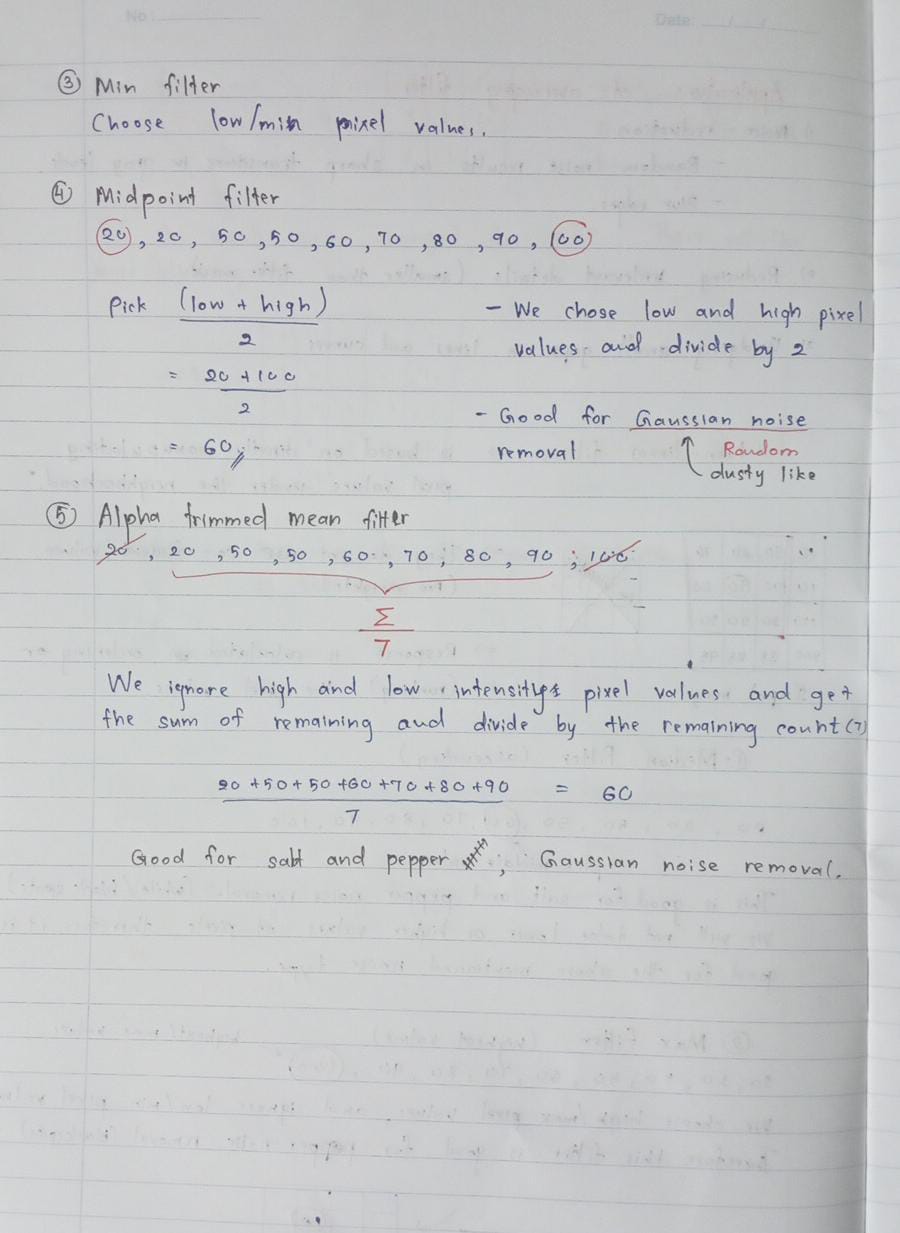 No :
Date: / /
③ Min filter
Choose low/min pixel values.
④ Midpoint filter
20, 20, 50, 50, 60, 70, 80, 90, 100
Pick (low + high)
2
= 20 + 100
2
= 60
- We chose low and high pixel
values and divide by 2
- Good for Gaussian noise
removal
Random
dusty like
⑤ Alpha trimmed mean filter
20, 20, 50, 50, 60, 70, 80, 90, 100
Σ
7
We ignore high and low intensity pixel values and get
the sum of remaining and divide by the remaining count (7)
20 +50 + 50 +60 +70 +80 +90 = 60
7
Good for salt and pepper, Gaussian noise removal.